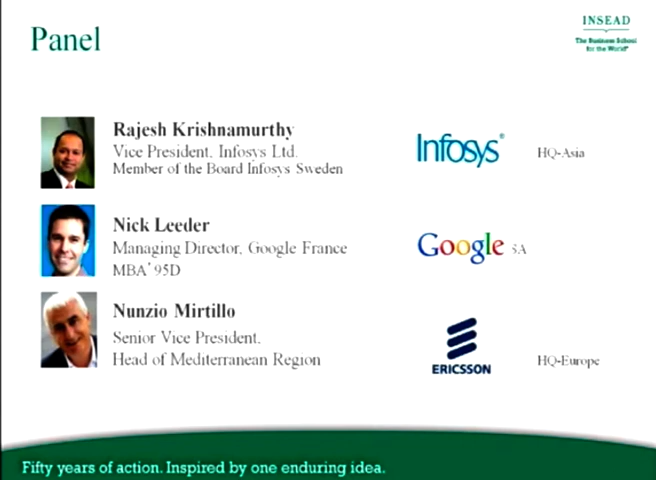 Panel
INSEAD
The Business School
for the World®
Rajesh Krishnamurthy
Vice President, Infosys Ltd.
Member of the Board Infosys Sweden
Infosys®
HQ-Asia
Nick Leeder
Managing Director, Google France
MBA'95D
Google
SA
Nunzio Mirtillo
Senior Vice President,
Head of Mediterranean Region
ERICSSON
HQ-Europe
Fifty years of action. Inspired by one enduring idea.